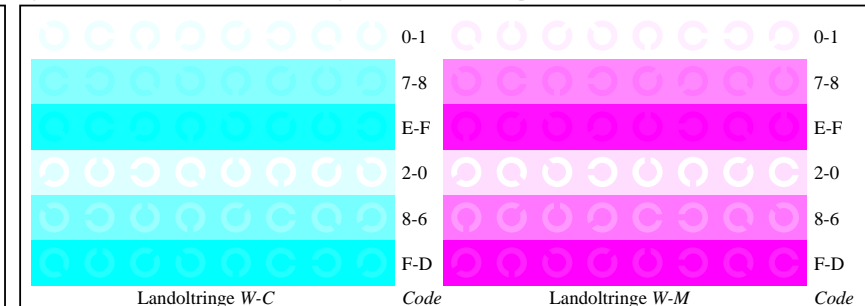 0-1 0-1
7-8 7-8
E-F E-F
2-0 2-0
8-6 8-6
F-D F-D
Landoltringe W-C Code Landoltringe W-M Code